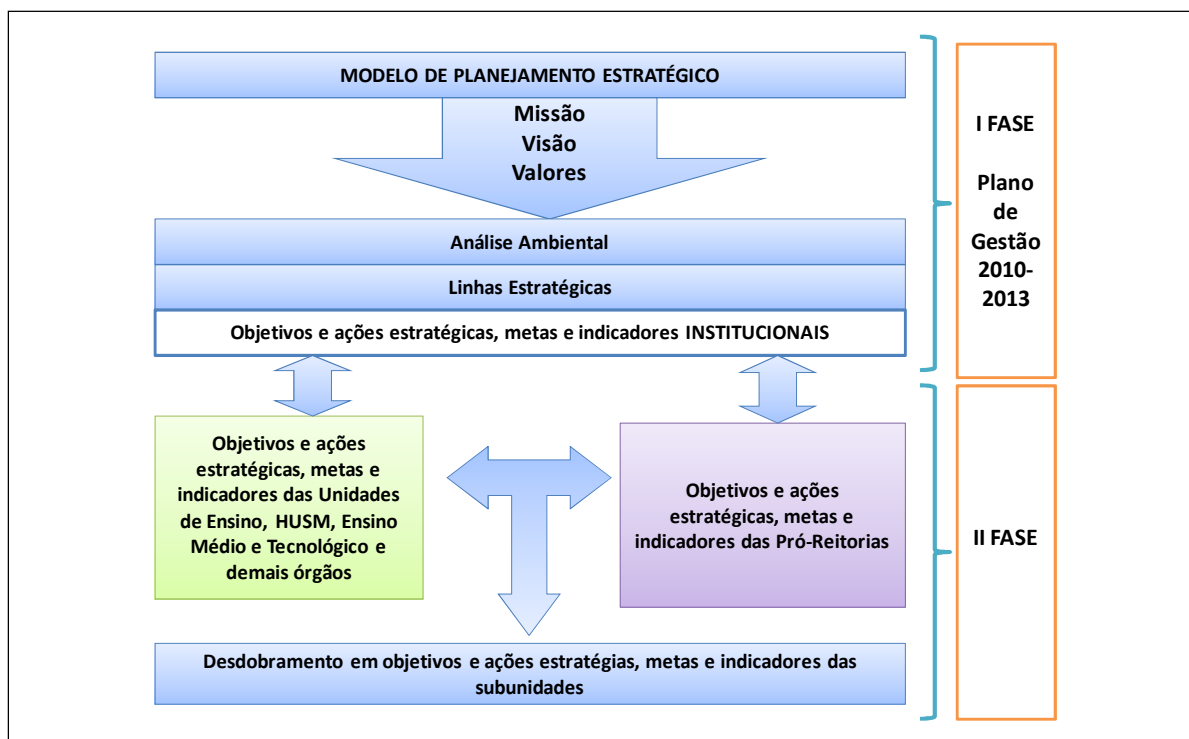 MODELO DE PLANEJAMENTO ESTRATÉGICO
Missão
Visão
Valores
Análise Ambiental
Linhas Estratégicas
Objetivos e ações estratégicas, metas e indicadores INSTITUCIONAIS
I FASE
Plano
de
Gestão
2010-
2013
Objetivos e ações
estratégicas, metas e
indicadores das Unidades
de Ensino, HUSM, Ensino
Médio e Tecnológico e
demais órgãos
Objetivos e ações
estratégicas, metas e
indicadores das Pró-Reitorias
II FASE
Desdobramento em objetivos e ações estratégias, metas e indicadores das
subunidades